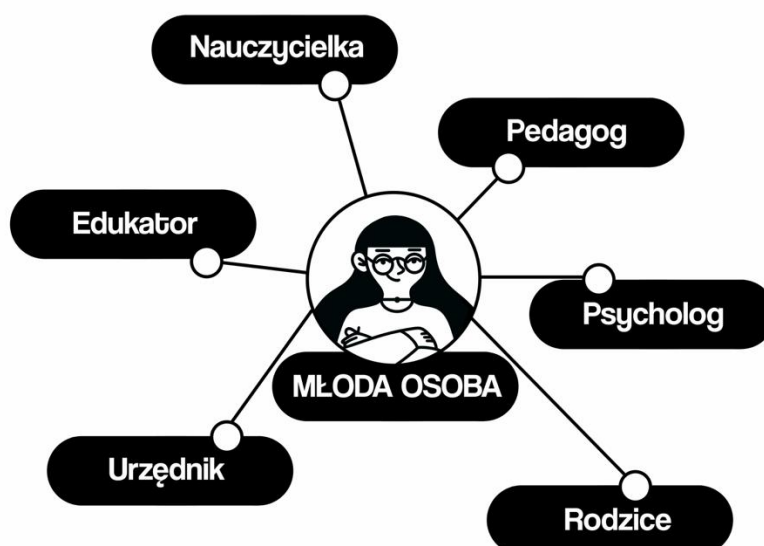 Nauczycielka
Pedagog
Edukator
Psycholog
MŁODA OSOBA
Urzędnik
Rodzice